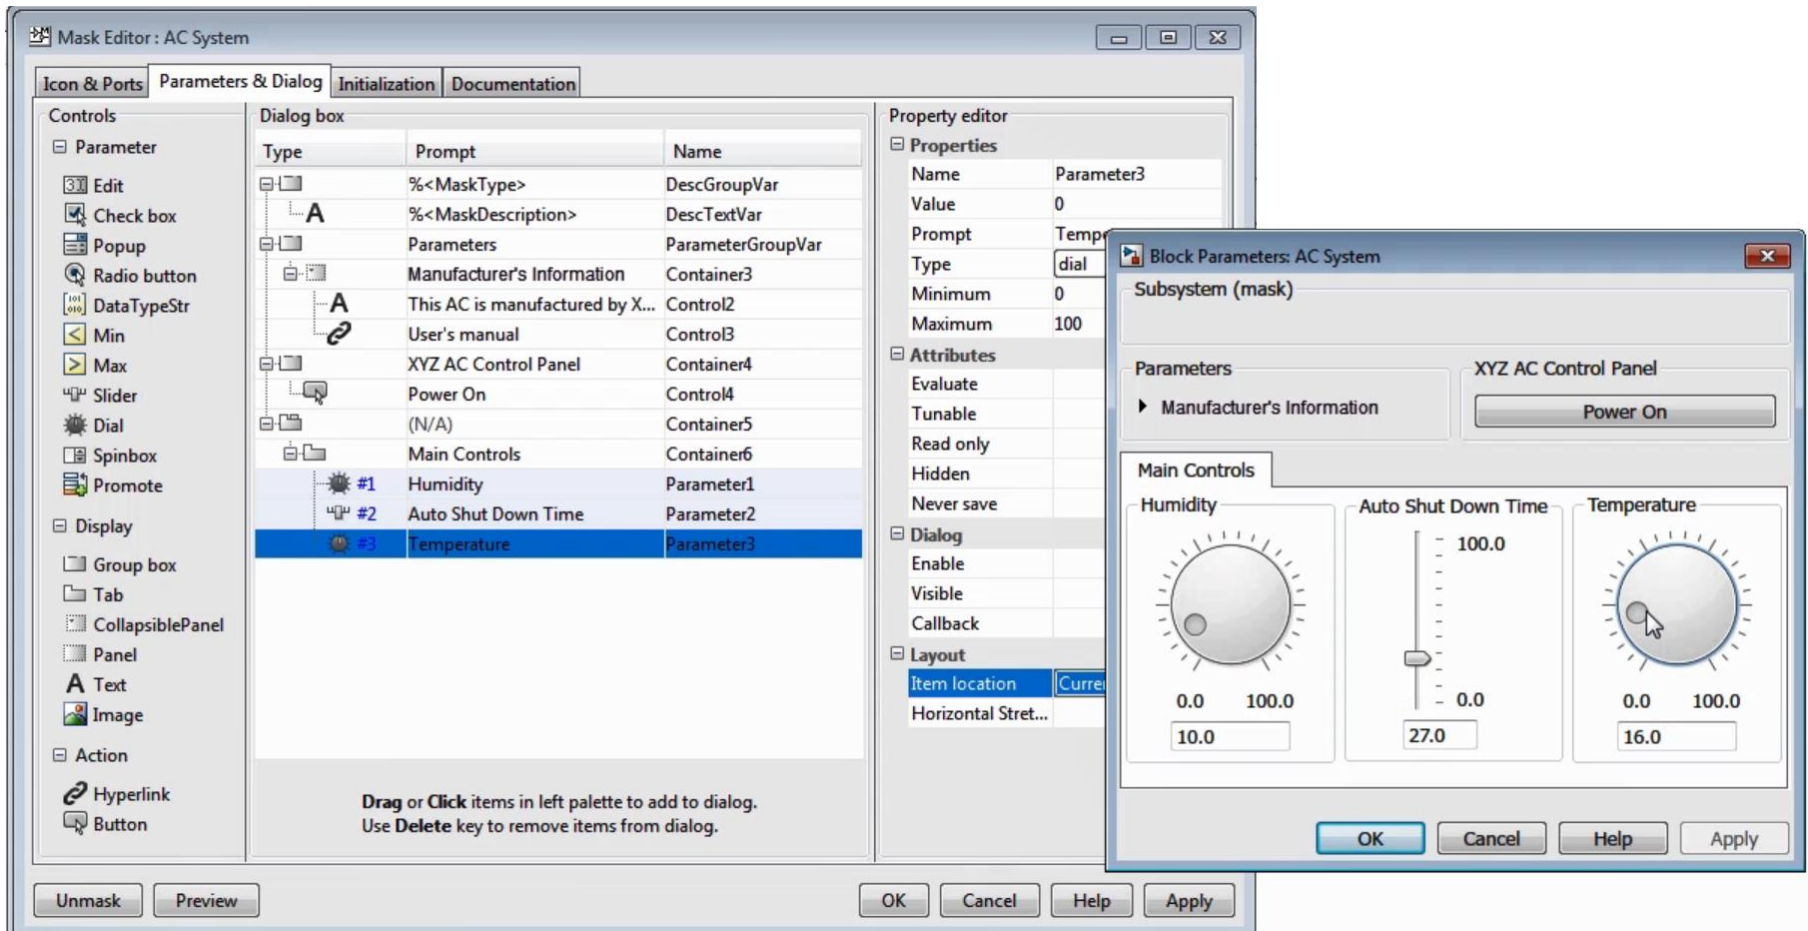 Mask Editor : AC System
Icon & Ports
Parameters & Dialog
Initialization
Documentation
Controls
Parameter
Edit
Check box
Popup
Radio button
DataTypeStr
Min
Max
Slider
Dial
Spinbox
Promote
Display
Group box
Tab
CollapsiblePanel
Panel
Text
Image
Action
Hyperlink
Button
Dialog box
Type Prompt Name
%<MaskType> DescGroupVar
A %<MaskDescription> DescTextVar
Parameters ParameterGroupVar
Manufacturer's Information Container3
A This AC is manufactured by X... Control2
User's manual Control3
XYZ AC Control Panel Container4
Power On Control4
(N/A) Container5
Main Controls Container6
#1 Humidity Parameter1
#2 Auto Shut Down Time Parameter2
#3 Temperature Parameter3
Drag or Click items in left palette to add to dialog.
Use Delete key to remove items from dialog.
Property editor
Properties
Name Parameter3
Value 0
Prompt Tempe
Type dial
Minimum 0
Maximum 100
Attributes
Evaluate
Tunable
Read only
Hidden
Never save
Dialog
Enable
Visible
Callback
Layout
Item location Curre
Horizontal Stret...
Unmask
Preview
OK
Cancel
Help
Apply
Block Parameters: AC System
Subsystem (mask)
Parameters
Manufacturer's Information
XYZ AC Control Panel
Power On
Main Controls
Humidity
0.0 100.0
10.0
Auto Shut Down Time
100.0
0.0
27.0
Temperature
0.0 100.0
16.0
OK
Cancel
Help
Apply